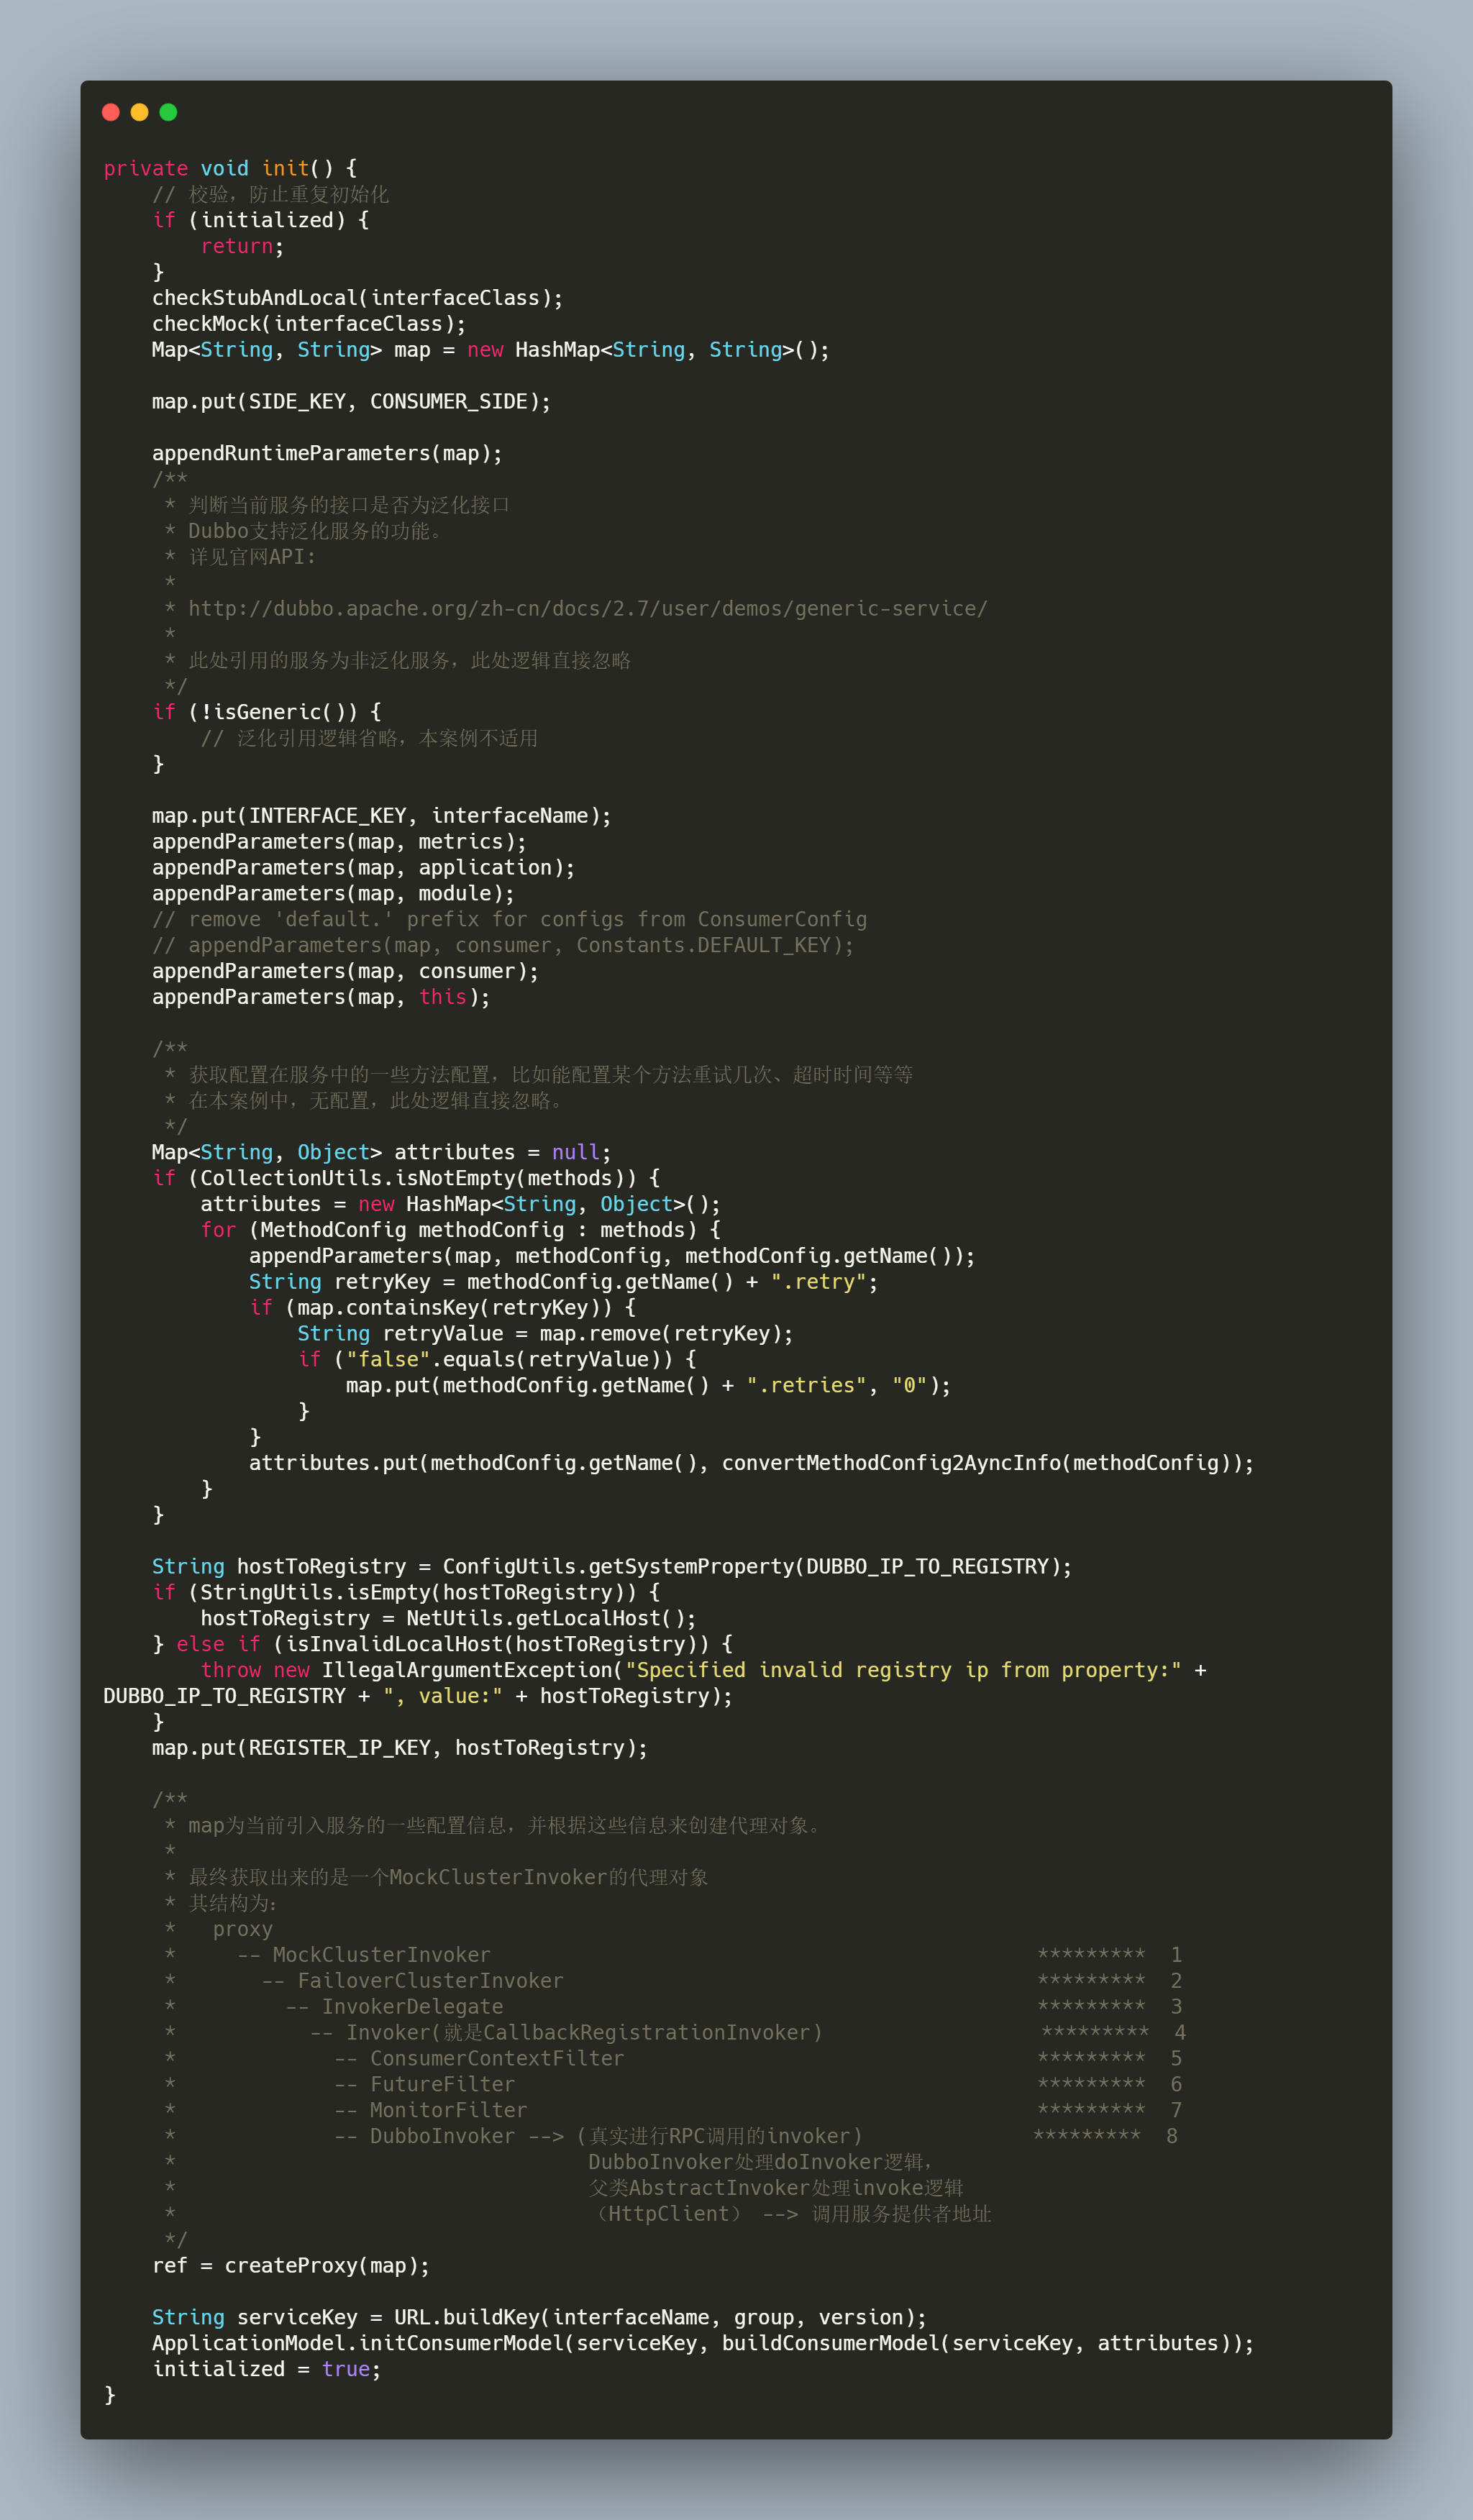 private void init() {
    // 校验，防止重复初始化
    if (initialized) {
        return;
    }
    checkStubAndLocal(interfaceClass);
    checkMock(interfaceClass);
    Map<String, String> map = new HashMap<String, String>();

    map.put(SIDE_KEY, CONSUMER_SIDE);

    appendRuntimeParameters(map);
    /**
     * 判断当前服务的接口是否为泛化接口
     * Dubbo支持泛化服务的功能。
     * 详见官网API:
     *
     * http://dubbo.apache.org/zh-cn/docs/2.7/user/demos/generic-service/
     *
     * 此处引用的服务为非泛化服务，此处逻辑直接忽略
     */
    if (!isGeneric()) {
        // 泛化引用逻辑省略，本案例不适用
    }

    map.put(INTERFACE_KEY, interfaceName);
    appendParameters(map, metrics);
    appendParameters(map, application);
    appendParameters(map, module);
    // remove 'default.' prefix for configs from ConsumerConfig
    // appendParameters(map, consumer, Constants.DEFAULT_KEY);
    appendParameters(map, consumer);
    appendParameters(map, this);

    /**
     * 获取配置在服务中的一些方法配置，比如能配置某个方法重试几次、超时时间等等
     * 在本案例中，无配置，此处逻辑直接忽略。
     */
    Map<String, Object> attributes = null;
    if (CollectionUtils.isNotEmpty(methods)) {
        attributes = new HashMap<String, Object>();
        for (MethodConfig methodConfig : methods) {
            appendParameters(map, methodConfig, methodConfig.getName());
            String retryKey = methodConfig.getName() + ".retry";
            if (map.containsKey(retryKey)) {
                String retryValue = map.remove(retryKey);
                if ("false".equals(retryValue)) {
                    map.put(methodConfig.getName() + ".retries", "0");
                }
            }
            attributes.put(methodConfig.getName(), convertMethodConfig2AyncInfo(methodConfig));
        }
    }

    String hostToRegistry = ConfigUtils.getSystemProperty(DUBBO_IP_TO_REGISTRY);
    if (StringUtils.isEmpty(hostToRegistry)) {
        hostToRegistry = NetUtils.getLocalHost();
    } else if (isInvalidLocalHost(hostToRegistry)) {
        throw new IllegalArgumentException("Specified invalid registry ip from property:" +
DUBBO_IP_TO_REGISTRY + ", value:" + hostToRegistry);
    }
    map.put(REGISTER_IP_KEY, hostToRegistry);

    /**
     * map为当前引入服务的一些配置信息，并根据这些信息来创建代理对象。
     *
     * 最终获取出来的是一个MockClusterInvoker的代理对象
     * 其结构为：
     *   proxy
     *     -- MockClusterInvoker                                             *********  1
     *       -- FailoverClusterInvoker                                       *********  2
     *         -- InvokerDelegate                                            *********  3
     *           -- Invoker(就是CallbackRegistrationInvoker)                  *********  4
     *             -- ConsumerContextFilter                                  *********  5
     *             -- FutureFilter                                           *********  6
     *             -- MonitorFilter                                          *********  7
     *             -- DubboInvoker --> (真实进行RPC调用的invoker)              *********  8
     *                                  DubboInvoker处理doInvoker逻辑，
     *                                  父类AbstractInvoker处理invoke逻辑
     *                                  （HttpClient） --> 调用服务提供者地址
     */
    ref = createProxy(map);

    String serviceKey = URL.buildKey(interfaceName, group, version);
    ApplicationModel.initConsumerModel(serviceKey, buildConsumerModel(serviceKey, attributes));
    initialized = true;
}